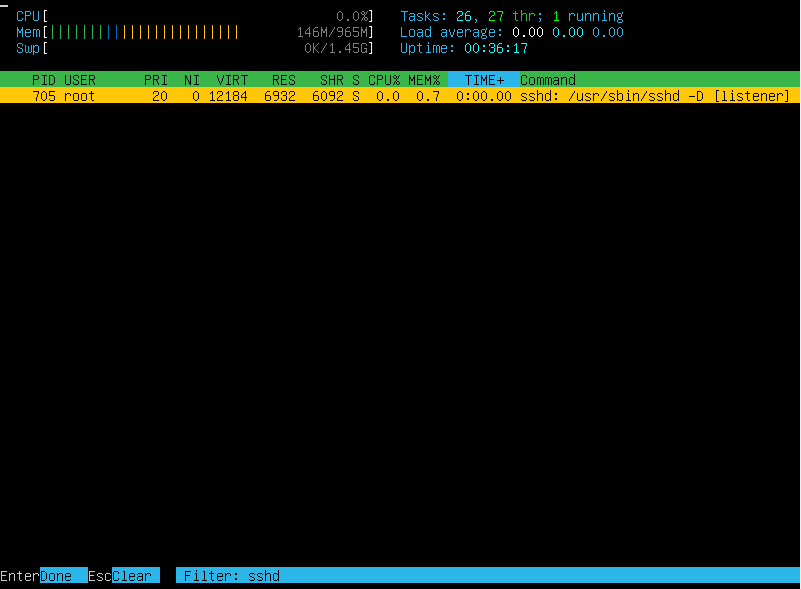 CPU[ 0.0%] Tasks: 26, 27 thr; 1 running
Mem[||||||||||||||||||||||||   146M/965M] Load average: 0.00 0.00 0.00
Swp[ 0K/1.45G] Uptime: 00:36:17
PID USER PRI NI VIRT RES SHR S CPU% MEM% TIME+ Command
705 root 20 0 12184 6932 6092 S 0.0 0.7 0:00.00 sshd: /usr/sbin/sshd -D [listener]
EnterDone EscClear Filter: sshd